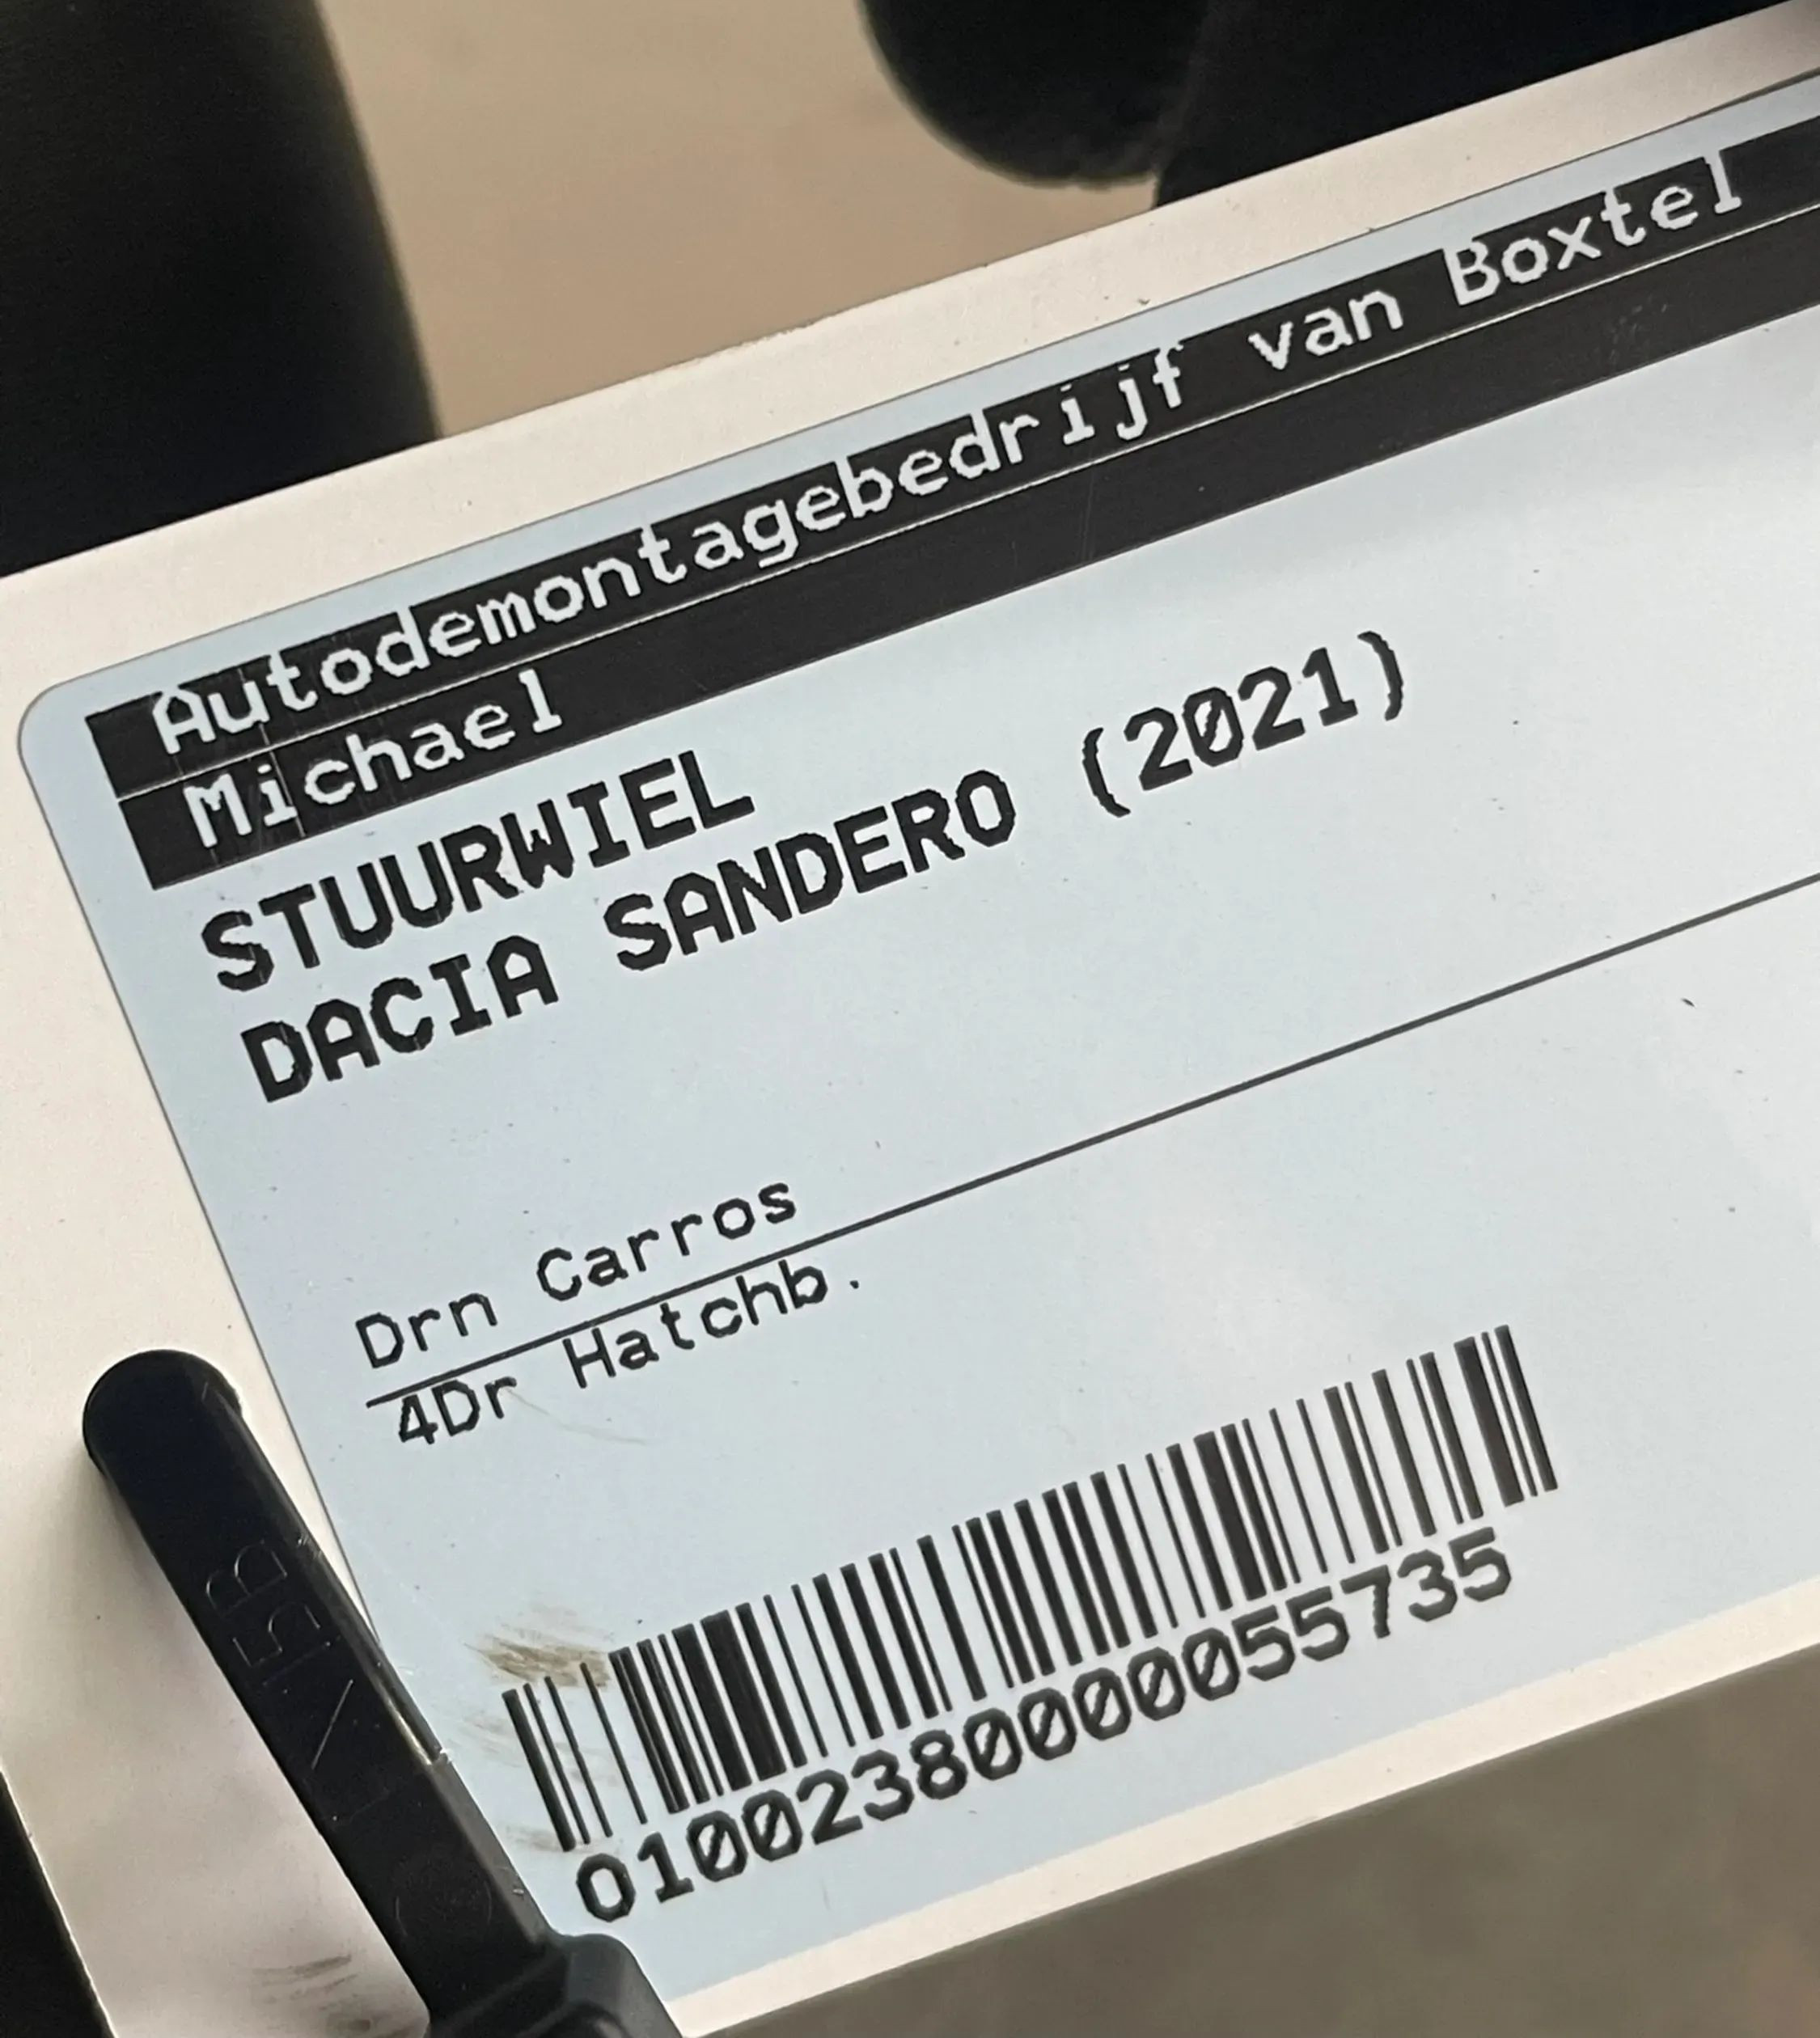 Autodemontagebedrijf van Boxtel
Michael
STUURWIEL
DACIA SANDERO (2021)
Drn Carros
4Dr Hatchb.
0100238000055735